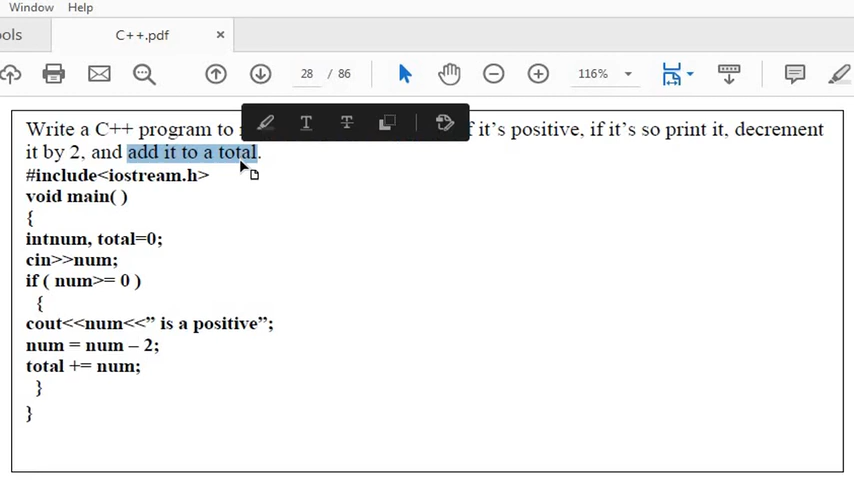 Window Help
ools C++.pdf ×
28 / 86 116%
Write a C++ program to f it’s positive, if it’s so print it, decrement
it by 2, and add it to a total.
#include<iostream.h>
void main( )
{
intnum, total=0;
cin>>num;
if ( num>= 0 )
{
cout<<num<<” is a positive”;
num = num – 2;
total += num;
}
}